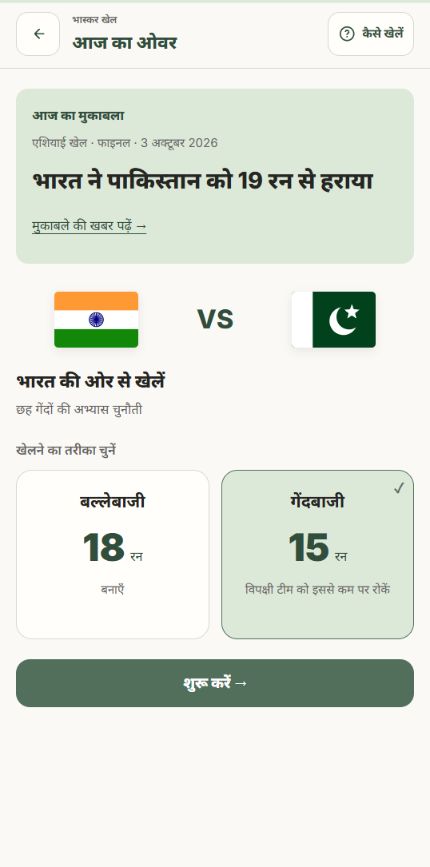 भास्कर खेल
आज का ओवर
कैसे खेलें
आज का मुकाबला
एशियाई खेल · फाइनल · 3 अक्टूबर 2026
भारत ने पाकिस्तान को 19 रन से हराया
मुकाबले की खबर पढ़ें →
VS
भारत की ओर से खेलें
छह गेंदों की अभ्यास चुनौती
खेलने का तरीका चुनें
बल्लेबाजी
18 रन
बनाएँ
गेंदबाजी
15 रन
विपक्षी टीम को इससे कम पर रोकें
शुरू करें →